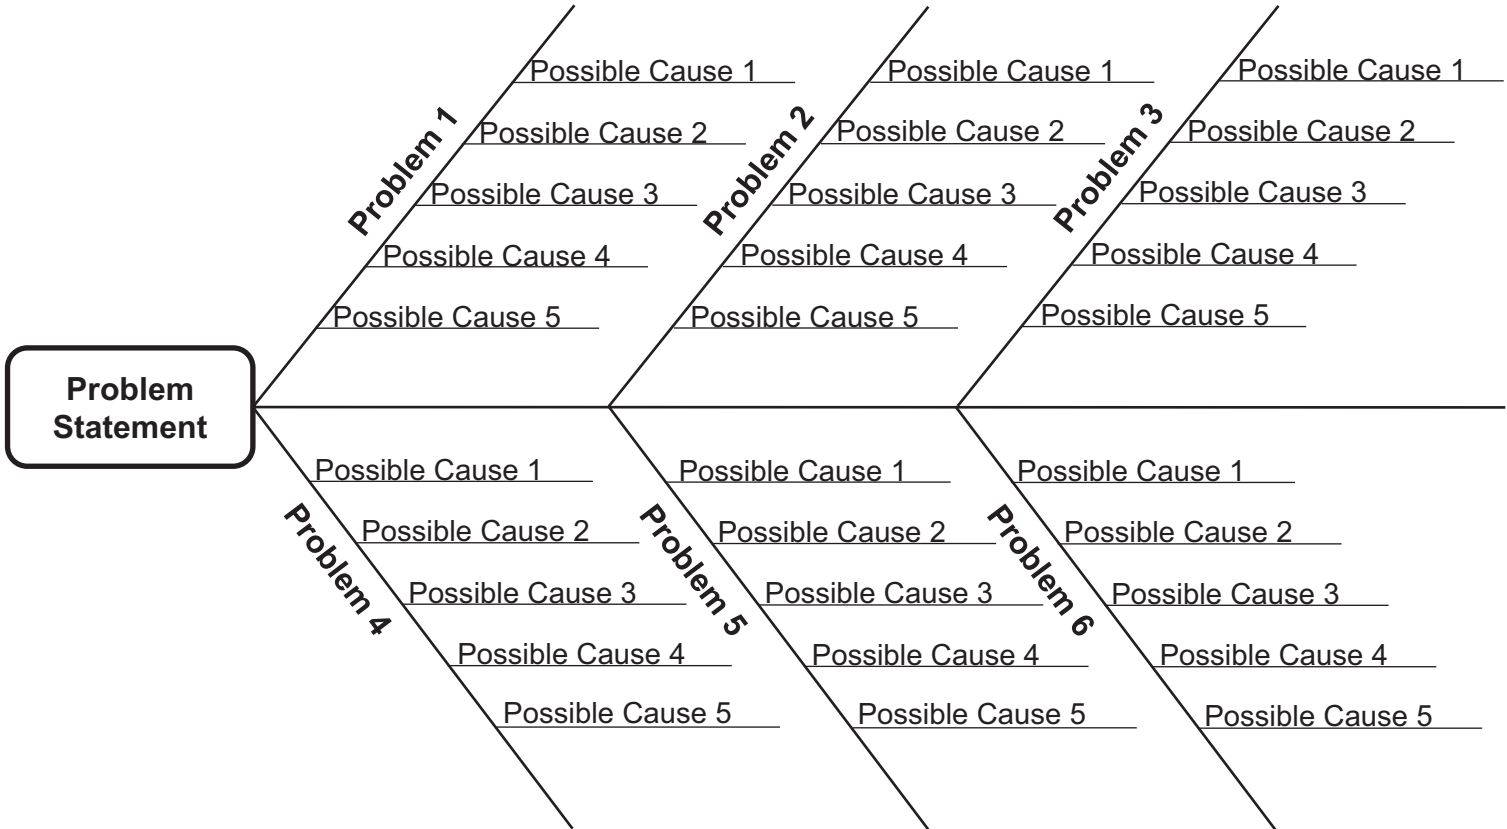 Problem 1
Possible Cause 1
Possible Cause 2
Possible Cause 3
Possible Cause 4
Possible Cause 5
Problem 2
Possible Cause 1
Possible Cause 2
Possible Cause 3
Possible Cause 4
Possible Cause 5
Problem 3
Possible Cause 1
Possible Cause 2
Possible Cause 3
Possible Cause 4
Possible Cause 5
Problem
Statement
Problem 4
Possible Cause 1
Possible Cause 2
Possible Cause 3
Possible Cause 4
Possible Cause 5
Problem 5
Possible Cause 1
Possible Cause 2
Possible Cause 3
Possible Cause 4
Possible Cause 5
Problem 6
Possible Cause 1
Possible Cause 2
Possible Cause 3
Possible Cause 4
Possible Cause 5